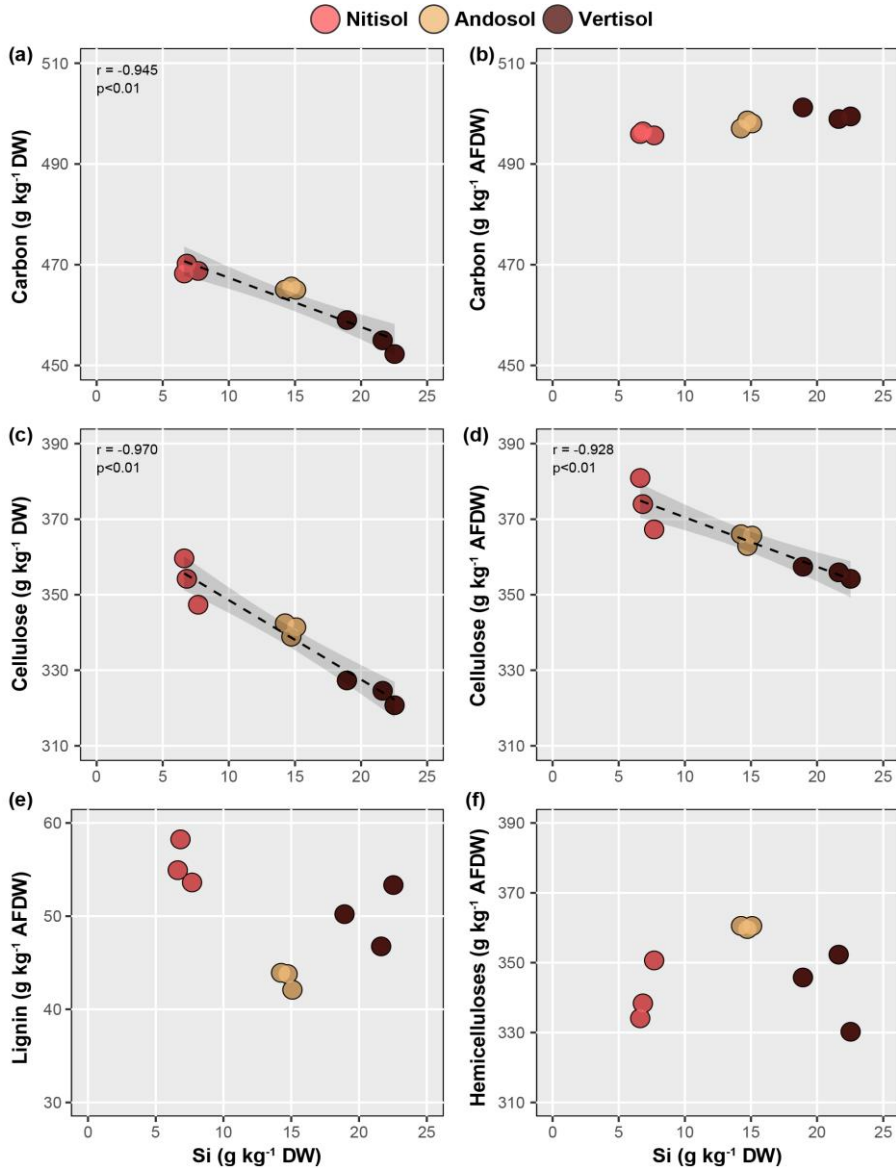 Nitisol Andosol Vertisol
(a)
r = -0.945
p<0.01
510
490
470
450
Carbon (g kg⁻¹ DW)
0 5 10 15 20 25
(b)
510
490
470
450
Carbon (g kg⁻¹ AFDW)
0 5 10 15 20 25
(c)
r = -0.970
p<0.01
390
370
350
330
310
Cellulose (g kg⁻¹ DW)
0 5 10 15 20 25
(d)
r = -0.928
p<0.01
390
370
350
330
310
Cellulose (g kg⁻¹ AFDW)
0 5 10 15 20 25
(e)
60
50
40
30
Lignin (g kg⁻¹ AFDW)
0 5 10 15 20 25
Si (g kg⁻¹ DW)
(f)
390
370
350
330
310
Hemicelluloses (g kg⁻¹ AFDW)
0 5 10 15 20 25
Si (g kg⁻¹ DW)